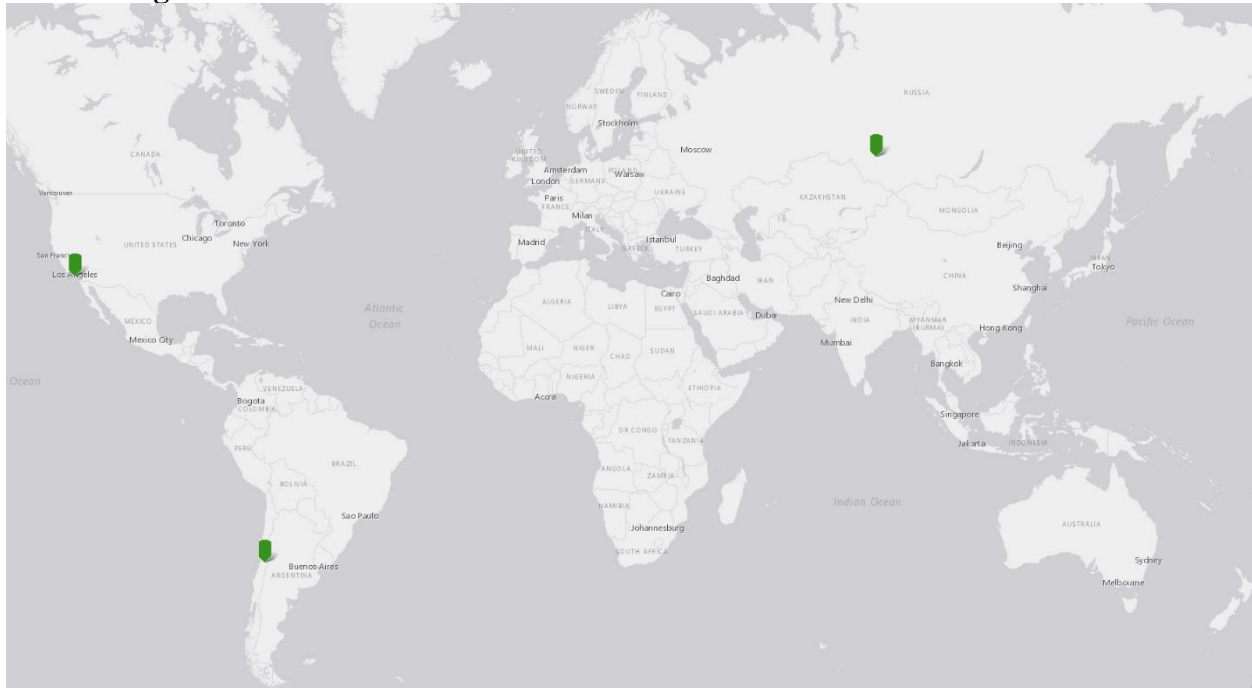 RUSSIA
SWEDEN
FINLAND
NORWAY
Stockholm
Moscow
CANADA
UNITED
KINGDOM
Amsterdam
POLAND
Warsaw
London
GERMANY
Vancouver
UKRAINE
KAZAKHSTAN
Paris
FRANCE
MONGOLIA
Milan
Toronto
ITALY
Chicago
New York
UNITED STATES
Madrid
Istanbul
GREECE
TURKEY
Beijing
San Franc
JAPAN
Tokyo
Los Angeles
Baghdad
IRAN
CHINA
Shanghai
Cairo
ALGERIA
LIBYA
EGYPT
New Delhi
Atlantic
Ocean
SAUDI ARABIA
Dubai
INDIA
MYANMAR
(BURMA)
Hong Kong
Pacific Ocean
MEXICO
Mexico City
Mumbai
MALI
NIGER
CHAD
SUDAN
Bangkok
NIGERIA
Ocean
VENEZUELA
ETHIOPIA
Bogota
COLOMBIA
Accra
Singapore
DR CONGO
TANZANIA
Jakarta
INDONESIA
PERU
BRAZIL
ANGOLA
ZAMBIA
BOLIVIA
Indian Ocean
NAMIBIA
Sao Paulo
Johannesburg
AUSTRALIA
SOUTH AFRICA
Sydney
Buenos Aires
ARGENTINA
Melbourne